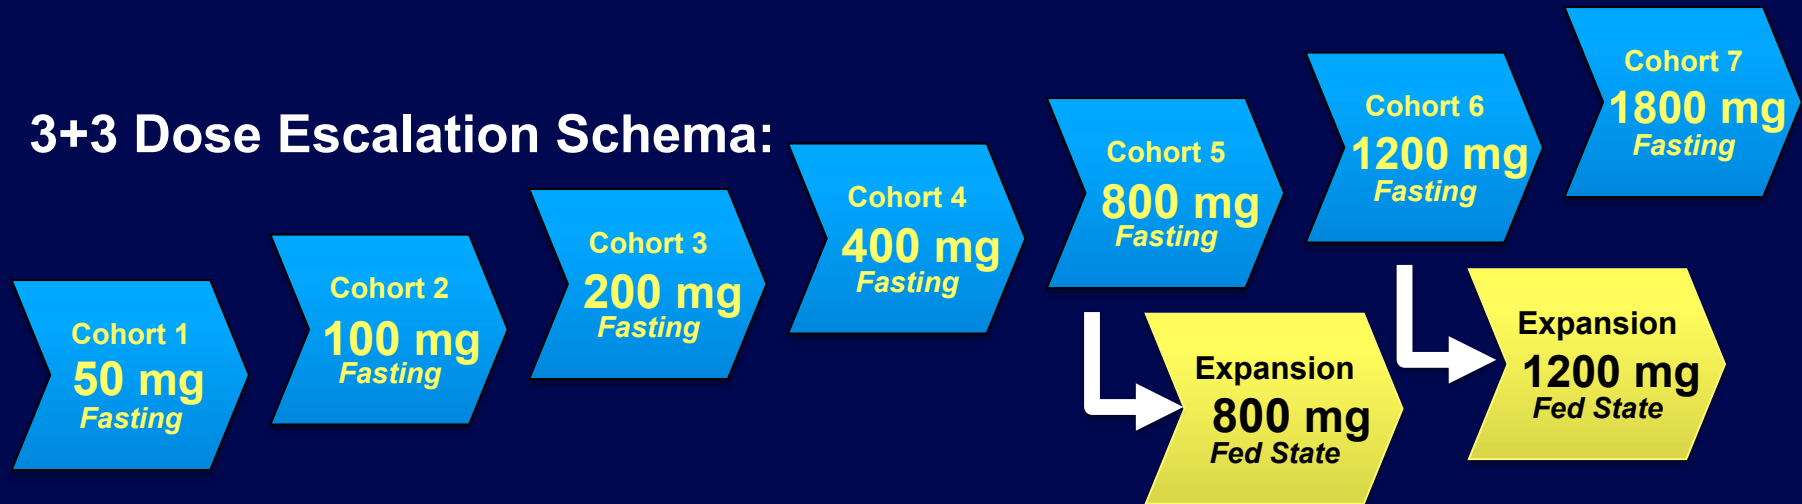 3+3 Dose Escalation Schema:
Cohort 1
50 mg
Fasting
Cohort 2
100 mg
Fasting
Cohort 3
200 mg
Fasting
Cohort 4
400 mg
Fasting
Cohort 5
800 mg
Fasting
Cohort 6
1200 mg
Fasting
Cohort 7
1800 mg
Fasting
Expansion
800 mg
Fed State
Expansion
1200 mg
Fed State